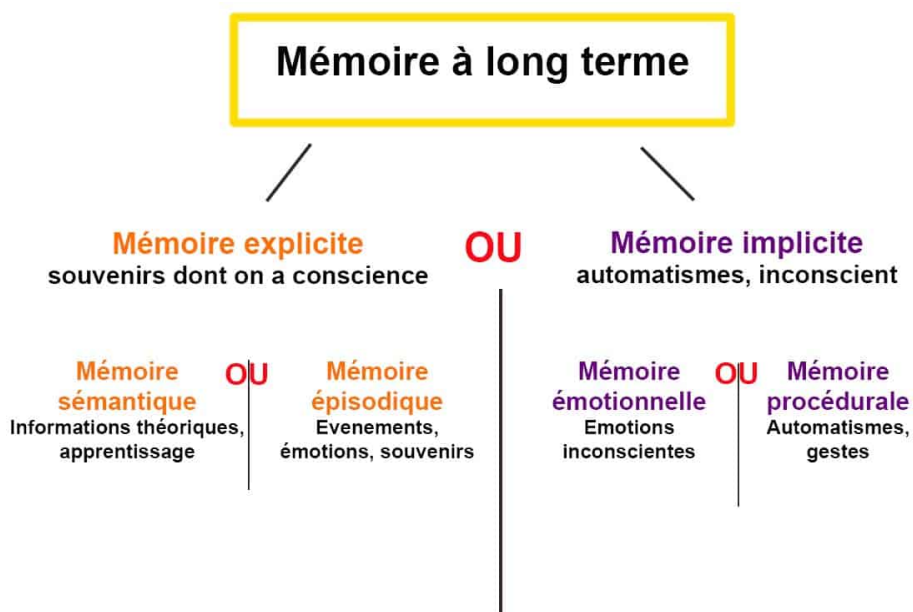 Mémoire à long terme
Mémoire explicite
souvenirs dont on a conscience
OU
Mémoire implicite
automatismes, inconscient
Mémoire
sémantique
Informations théoriques,
apprentissage
OU
Mémoire
épisodique
Evenements,
émotions, souvenirs
Mémoire
émotionnelle
Emotions
inconscientes
OU
Mémoire
procédurale
Automatismes,
gestes